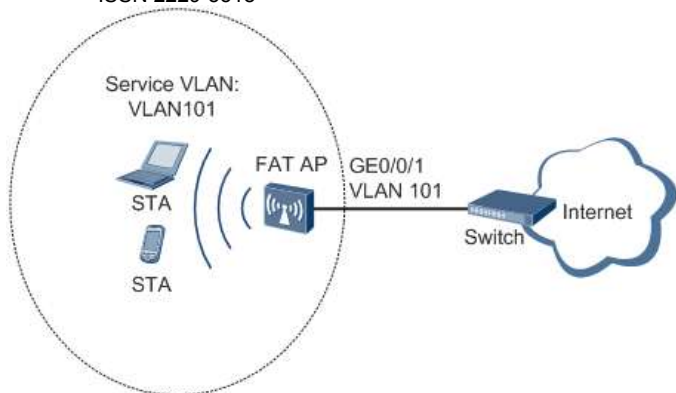 Service VLAN:
VLAN101
STA
STA
FAT AP
GE0/0/1
VLAN 101
Switch
Internet